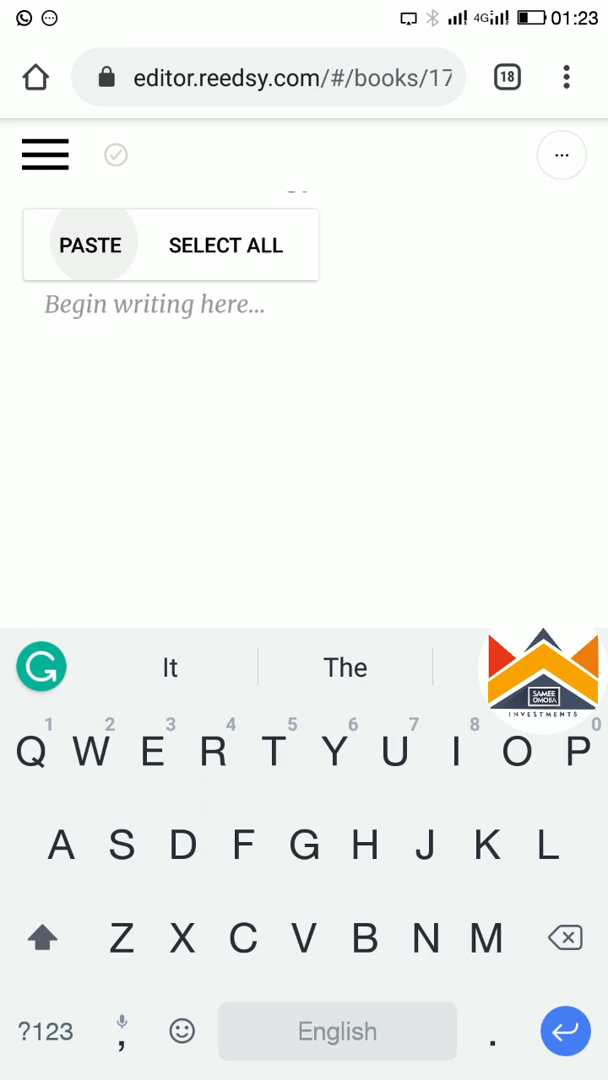 4G 01:23
editor.reedsy.com/#/books/17
18
PASTE SELECT ALL
Begin writing here...
It The
SAMEE
OMOBA
INVESTMENTS
1 2 3 4 5 6 7 8 0
Q W E R T Y U I O P
A S D F G H J K L
Z X C V B N M
?123 , English .